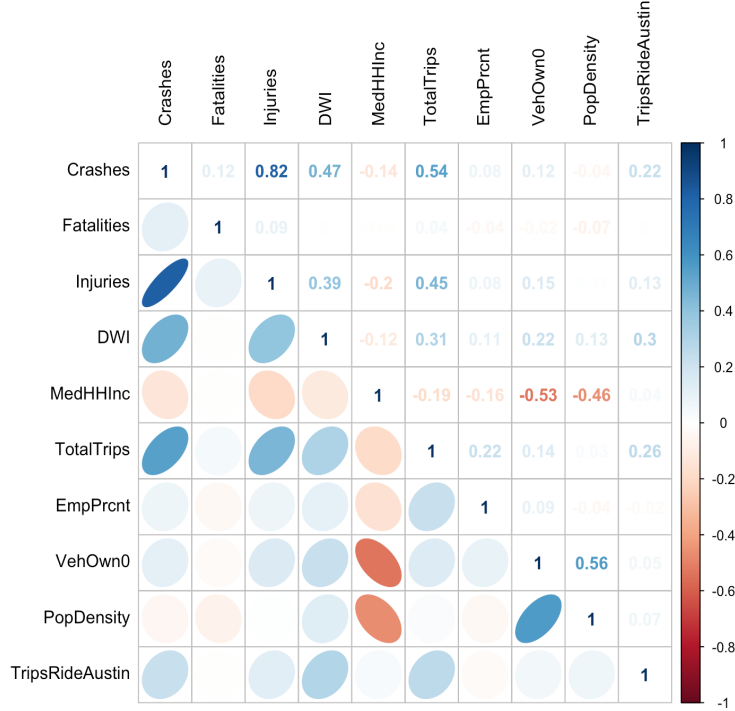 Crashes Fatalities Injuries DWI MedHHInc TotalTrips EmpPrcnt VehOwn0 PopDensity TripsRideAustin
Crashes 1 0.12 0.82 0.47 -0.14 0.54 0.08 0.12 -0.04 0.22 1
Fatalities 1 0.09 0.04 -0.04 -0.02 -0.07 0.8
Injuries 1 0.39 -0.2 0.45 0.08 0.15 0.13 0.6
DWI 1 -0.12 0.31 0.11 0.22 0.13 0.3 0.4
MedHHInc 1 -0.19 -0.16 -0.53 -0.46 0.04 0.2
TotalTrips 1 0.22 0.14 0.03 0.26 0
EmpPrcnt 1 0.09 -0.04 -0.02 -0.2
VehOwn0 1 0.56 0.05 -0.4
PopDensity 1 0.07 -0.6
TripsRideAustin 1 -0.8
-1